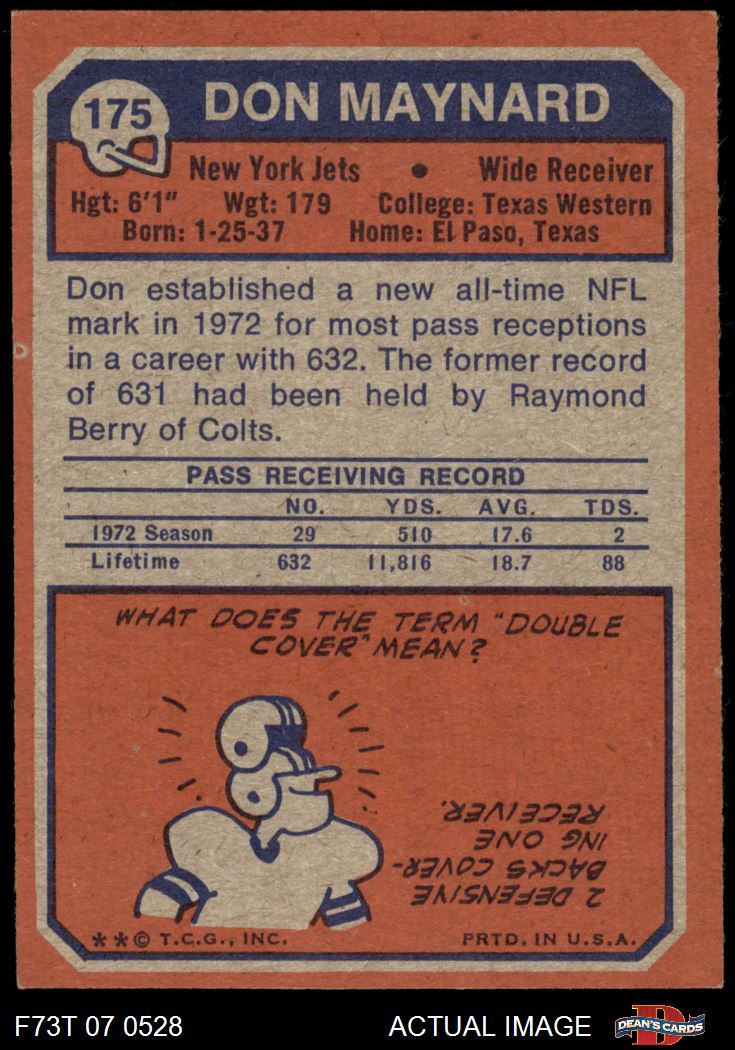 175
DON MAYNARD
New York Jets • Wide Receiver
Hgt: 6'1" Wgt: 179 College: Texas Western
Born: 1-25-37 Home: El Paso, Texas
Don established a new all-time NFL
mark in 1972 for most pass receptions
in a career with 632. The former record
of 631 had been held by Raymond
Berry of Colts.
PASS RECEIVING RECORD
NO. YDS. AVG. TDS.
1972 Season 29 510 17.6 2
Lifetime 632 11,816 18.7 88
WHAT DOES THE TERM "DOUBLE
COVER" MEAN?
2 DEFENSIVE
BACKS COVER-
ING ONE
RECEIVER.
**© T.C.G., INC. PRTD. IN U.S.A.
F73T 07 0528 ACTUAL IMAGE DEAN'S CARDS